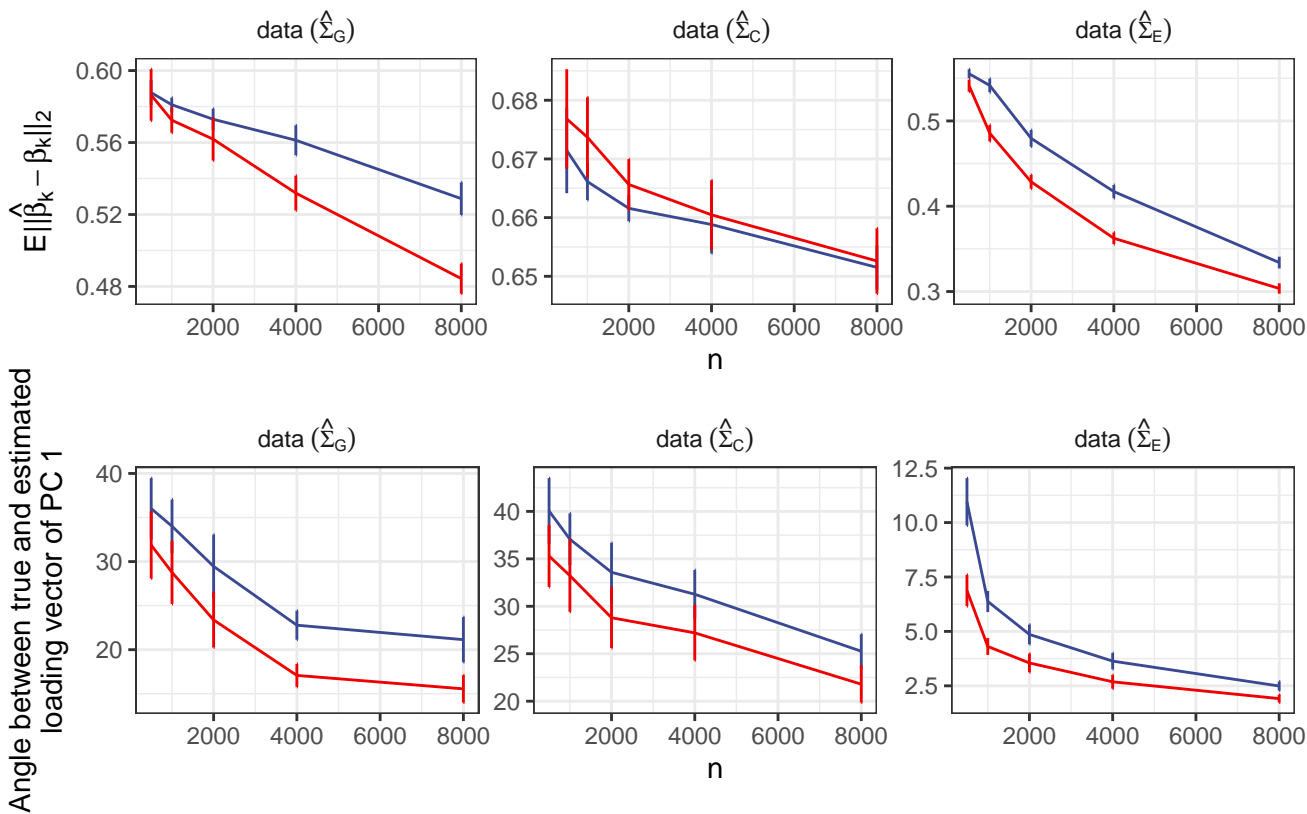 data (Σ̂G) data (Σ̂C) data (Σ̂E)
E||β̂k − βk||2
0.60
0.56
0.52
0.48
0.68
0.67
0.66
0.65
0.5
0.4
0.3
2000 4000 6000 8000 2000 4000 6000 8000 2000 4000 6000 8000
n
Angle between true and estimated
loading vector of PC 1
data (Σ̂G) data (Σ̂C) data (Σ̂E)
40
30
20
40
35
30
25
20
12.5
10.0
7.5
5.0
2.5
2000 4000 6000 8000 2000 4000 6000 8000 2000 4000 6000 8000
n